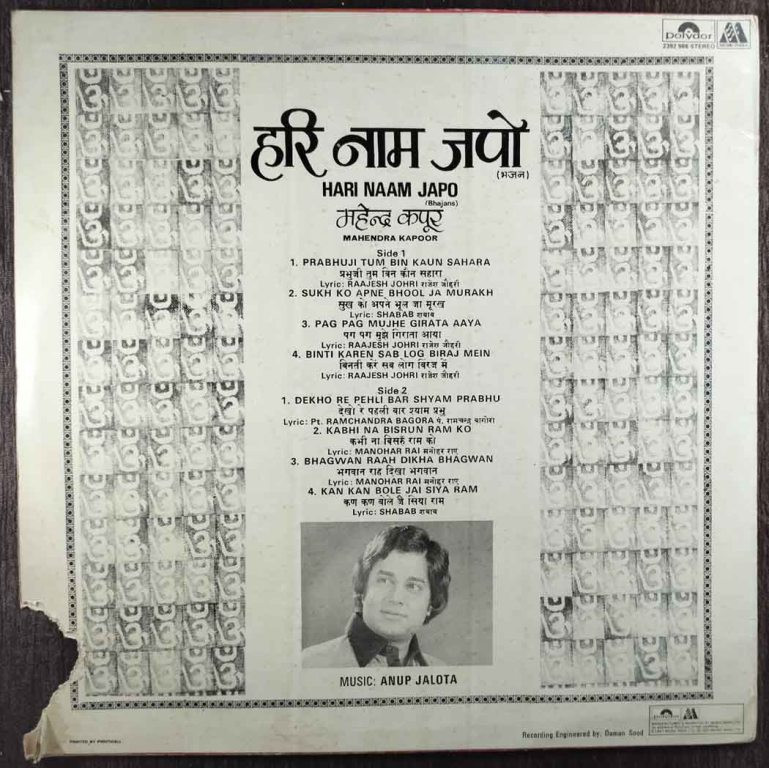 Polydor
2392 986 STEREO
हरि नाम जपो
(भजन)
HARI NAAM JAPO
(Bhajans)
महेन्द्र कपूर
MAHENDRA KAPOOR
Side 1
1. PRABHUJI TUM BIN KAUN SAHARA
प्रभुजी तुम बिन कौन सहारा
Lyric: RAAJESH JOHRI राजेश जौहरी
2. SUKH KO APNE BHOOL JA MURAKH
सुख को अपने भूल जा मूरख
Lyric: SHABAB शबाब
3. PAG PAG MUJHE GIRATA AAYA
पग पग मुझे गिराता आया
Lyric: RAAJESH JOHRI राजेश जौहरी
4. BINTI KAREN SAB LOG BIRAJ MEIN
बिनती करें सब लोग बिरज में
Lyric: RAAJESH JOHRI राजेश जौहरी
Side 2
1. DEKHO RE PEHLI BAR SHYAM PRABHU
देखो रे पहली बार श्याम प्रभू
Lyric: Pt. RAMCHANDRA BAGORA पं. रामचन्द्र बागोरा
2. KABHI NA BISRUN RAM KO
कभी ना बिसरुँ राम को
Lyric: MANOHAR RAI मनोहर राए
3. BHAGWAN RAAH DIKHA BHAGWAN
भगवान राह दिखा भगवान
Lyric: MANOHAR RAI मनोहर राए
4. KAN KAN BOLE JAI SIYA RAM
कण कण बोले जै सिया राम
Lyric: SHABAB शबाब
MUSIC: ANUP JALOTA
Recording Engineered by: Daman Sood
Polydor